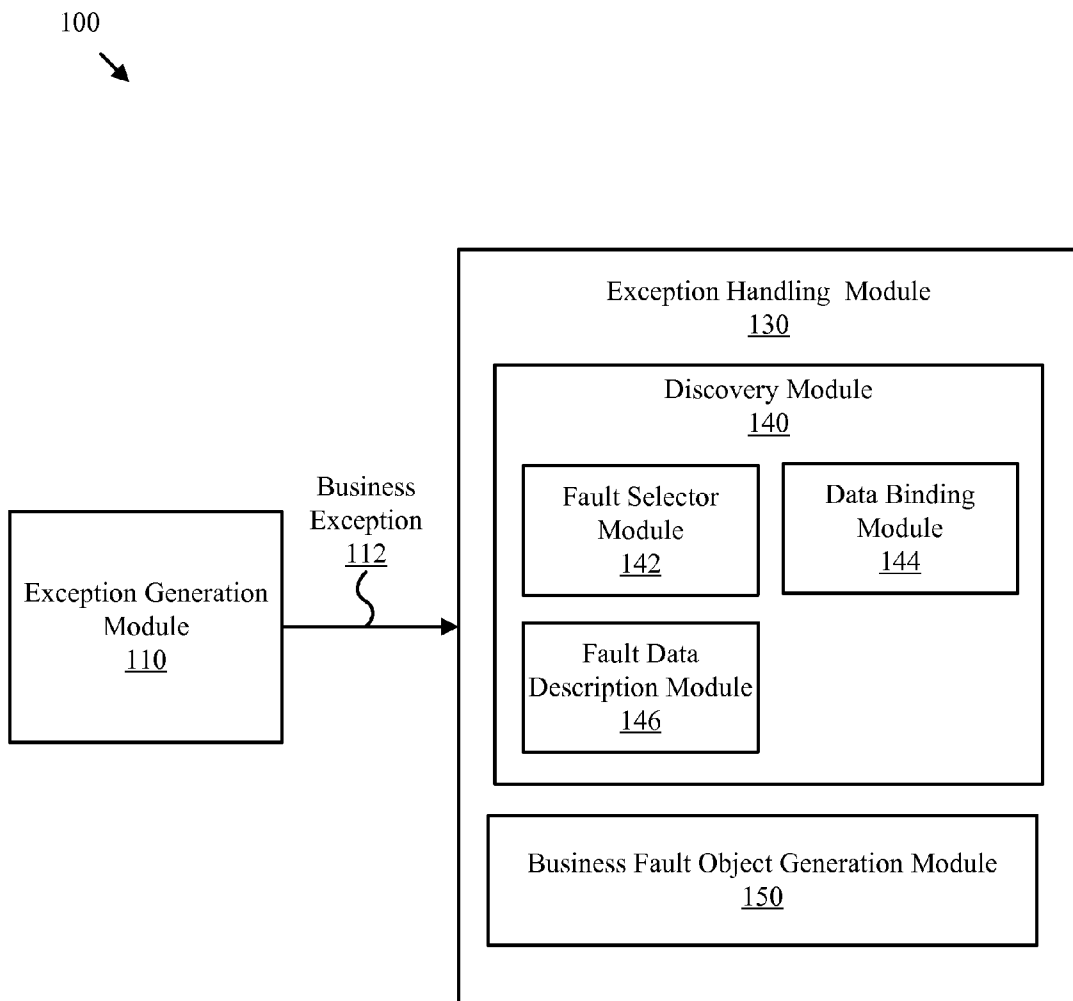 100
Exception Handling Module
130
Discovery Module
140
Fault Selector
Module
142
Data Binding
Module
144
Fault Data
Description Module
146
Business
Exception
112
Exception Generation
Module
110
Business Fault Object Generation Module
150